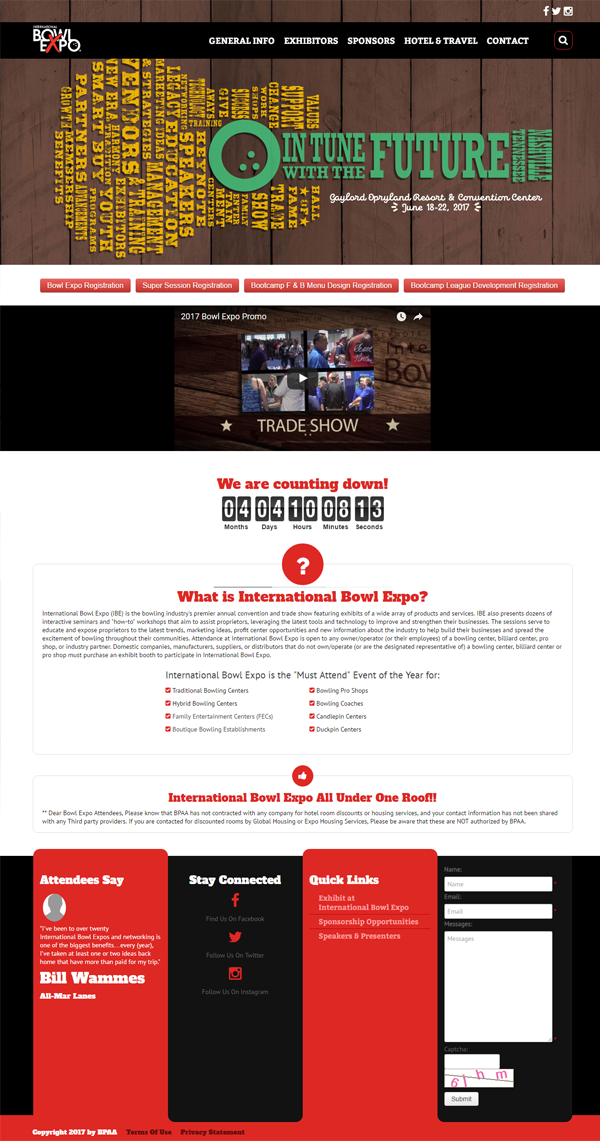 INTERNATIONAL
BOWL
EXPO
GENERAL INFO EXHIBITORS SPONSORS HOTEL & TRAVEL CONTACT
GROWTH
BENEFITS
MEMBERSHIP
SMART BUY
PARTNERS
ADVANCEMENTS
PROGRAMS
NEW ERA
TRADITION
YOUTH
HARMONY
EXHIBITORS
VENDORS
& STRATEGIES
& TRAINING
MARKETING IDEAS
MANAGEMENT
LEGACY
EDUCATION
NETWORKING
SPEAKERS
TECHNOLOGY
TRAINING
KEYNOTE
ALWAYS
GIVE
CENTERS
FAMILY
FUN
ENTER
TAIN
MENT
SUCCESS
SHOPS
WORK
CHANGE
SHOW
SUPPORT
TRADE
VALUES
FAME
OF
HALL
IN TUNE
WITH THE
FUTURE
NASHVILLE
TENNESSEE
Gaylord Opryland Resort & Convention Center
June 18-22, 2017
Bowl Expo Registration Super Session Registration Bootcamp F & B Menu Design Registration Bootcamp League Development Registration
2017 Bowl Expo Promo
TRADE SHOW
We are counting down!
04 04 10 08 13
Months Days Hours Minutes Seconds
?
What is International Bowl Expo?
International Bowl Expo (IBE) is the bowling industry's premier annual convention and trade show featuring exhibits of a wide array of products and services. IBE also presents dozens of
interactive seminars and "how-to" workshops that aim to assist proprietors, leveraging the latest tools and technology to improve and strengthen their businesses. The sessions serve to
educate and expose proprietors to the latest trends, marketing ideas, profit center opportunities and new information about the industry to help build their businesses and spread the
excitement of bowling throughout their communities. Attendance at International Bowl Expo is open to any owner/operator (or their employees) of a bowling center, billiard center, pro
shop, or industry partner. Domestic companies, manufacturers, suppliers, or distributors that do not own/operate (or are the designated representative of) a bowling center, billiard center or
pro shop must purchase an exhibit booth to participate in International Bowl Expo.
International Bowl Expo is the "Must Attend" Event of the Year for:
Traditional Bowling Centers
Hybrid Bowling Centers
Family Entertainment Centers (FECs)
Boutique Bowling Establishments
Bowling Pro Shops
Bowling Coaches
Candlepin Centers
Duckpin Centers
International Bowl Expo All Under One Roof!!
** Dear Bowl Expo Attendees, Please know that BPAA has not contracted with any company for hotel room discounts or housing services, and your contact information has not been shared
with any Third party providers. If you are contacted for discounted rooms by Global Housing or Expo Housing Services, Please be aware that these are NOT authorized by BPAA.
Attendees Say
"I've been to over twenty
International Bowl Expos and networking is
one of the biggest benefits...every (year),
I've taken at least one or two ideas back
home that have more than paid for my trip."
Bill Wammes
All-Mar Lanes
Stay Connected
Find Us On Facebook
Follow Us On Twitter
Follow Us On Instagram
Quick Links
Exhibit at
International Bowl Expo
Sponsorship Opportunities
Speakers & Presenters
Name:
Name *
Email:
Email *
Messages:
Messages
*
Captcha:
6lhm
Submit
Copyright 2017 by BPAA Terms Of Use Privacy Statement